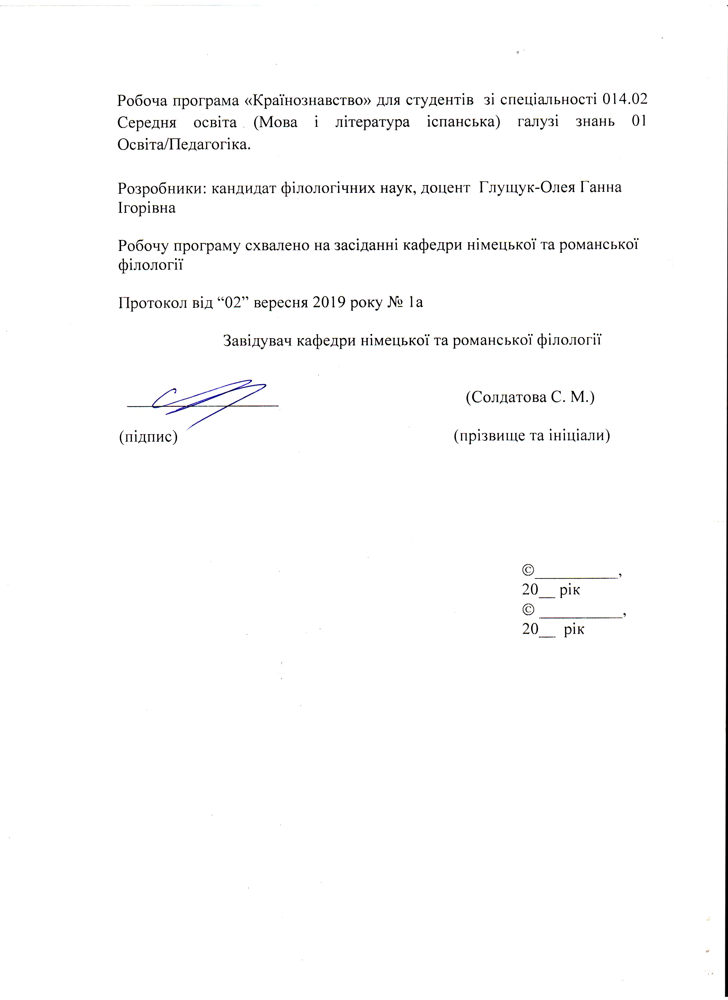 Робоча програма «Країнознавство» для студентів зі спеціальності 014.02
Середня освіта (Мова і література іспанська) галузі знань 01
Освіта/Педагогіка.
Розробники: кандидат філологічних наук, доцент Глущук-Олея Ганна
Ігорівна
Робочу програму схвалено на засіданні кафедри німецької та романської
філології
Протокол від “02” вересня 2019 року № 1а
Завідувач кафедри німецької та романської філології
(Солдатова С. М.)
(підпис) (прізвище та ініціали)
©__________,
20__ рік
© __________,
20__ рік